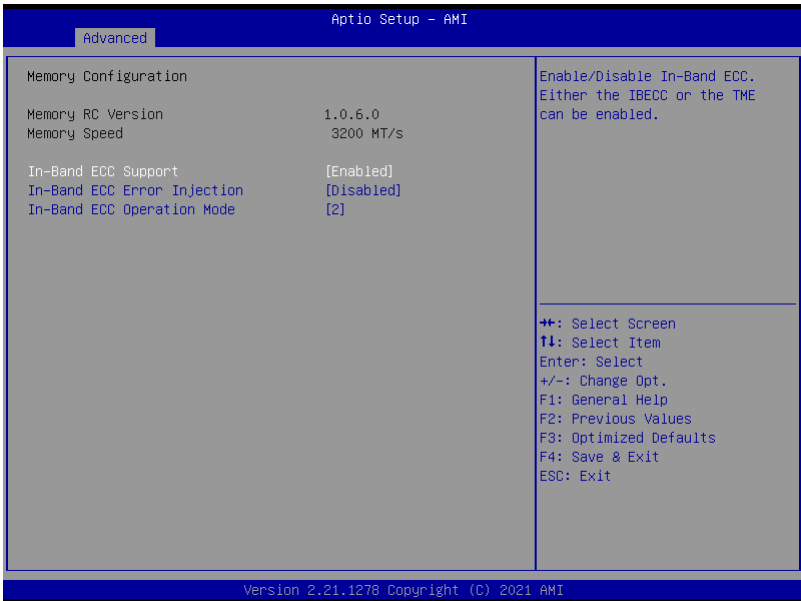 Aptio Setup – AMI
Advanced
Memory Configuration
Memory RC Version 1.0.6.0
Memory Speed 3200 MT/s
In-Band ECC Support [Enabled]
In-Band ECC Error Injection [Disabled]
In-Band ECC Operation Mode [2]
Enable/Disable In-Band ECC.
Either the IBECC or the TME
can be enabled.
→←: Select Screen
↑↓: Select Item
Enter: Select
+/-: Change Opt.
F1: General Help
F2: Previous Values
F3: Optimized Defaults
F4: Save & Exit
ESC: Exit
Version 2.21.1278 Copyright (C) 2021 AMI